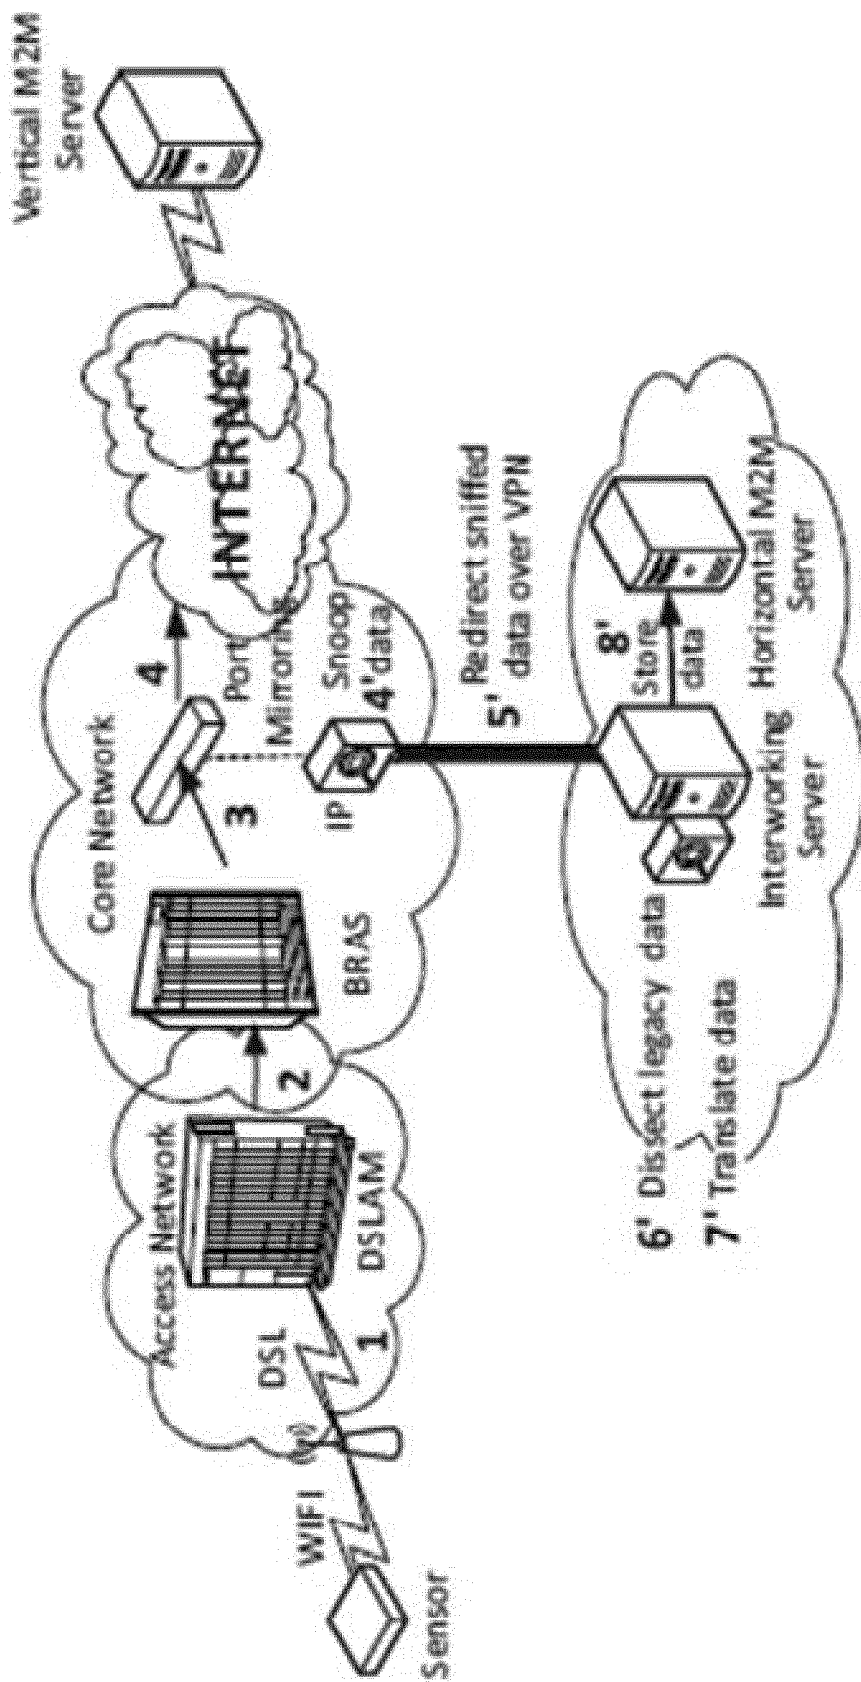 Vertical M2M
Server
INTERNET
Core Network
4
Port
Mirroring
3
Snoop
4' data
IP
BRAS
2
Access Network
DSLAM
DSL
1
WIFI
Sensor
5' Redirect sniffed
data over VPN
8'
Store
data
Horizontal M2M
Server
Interworking
Server
6' Dissect legacy data
7' Translate data